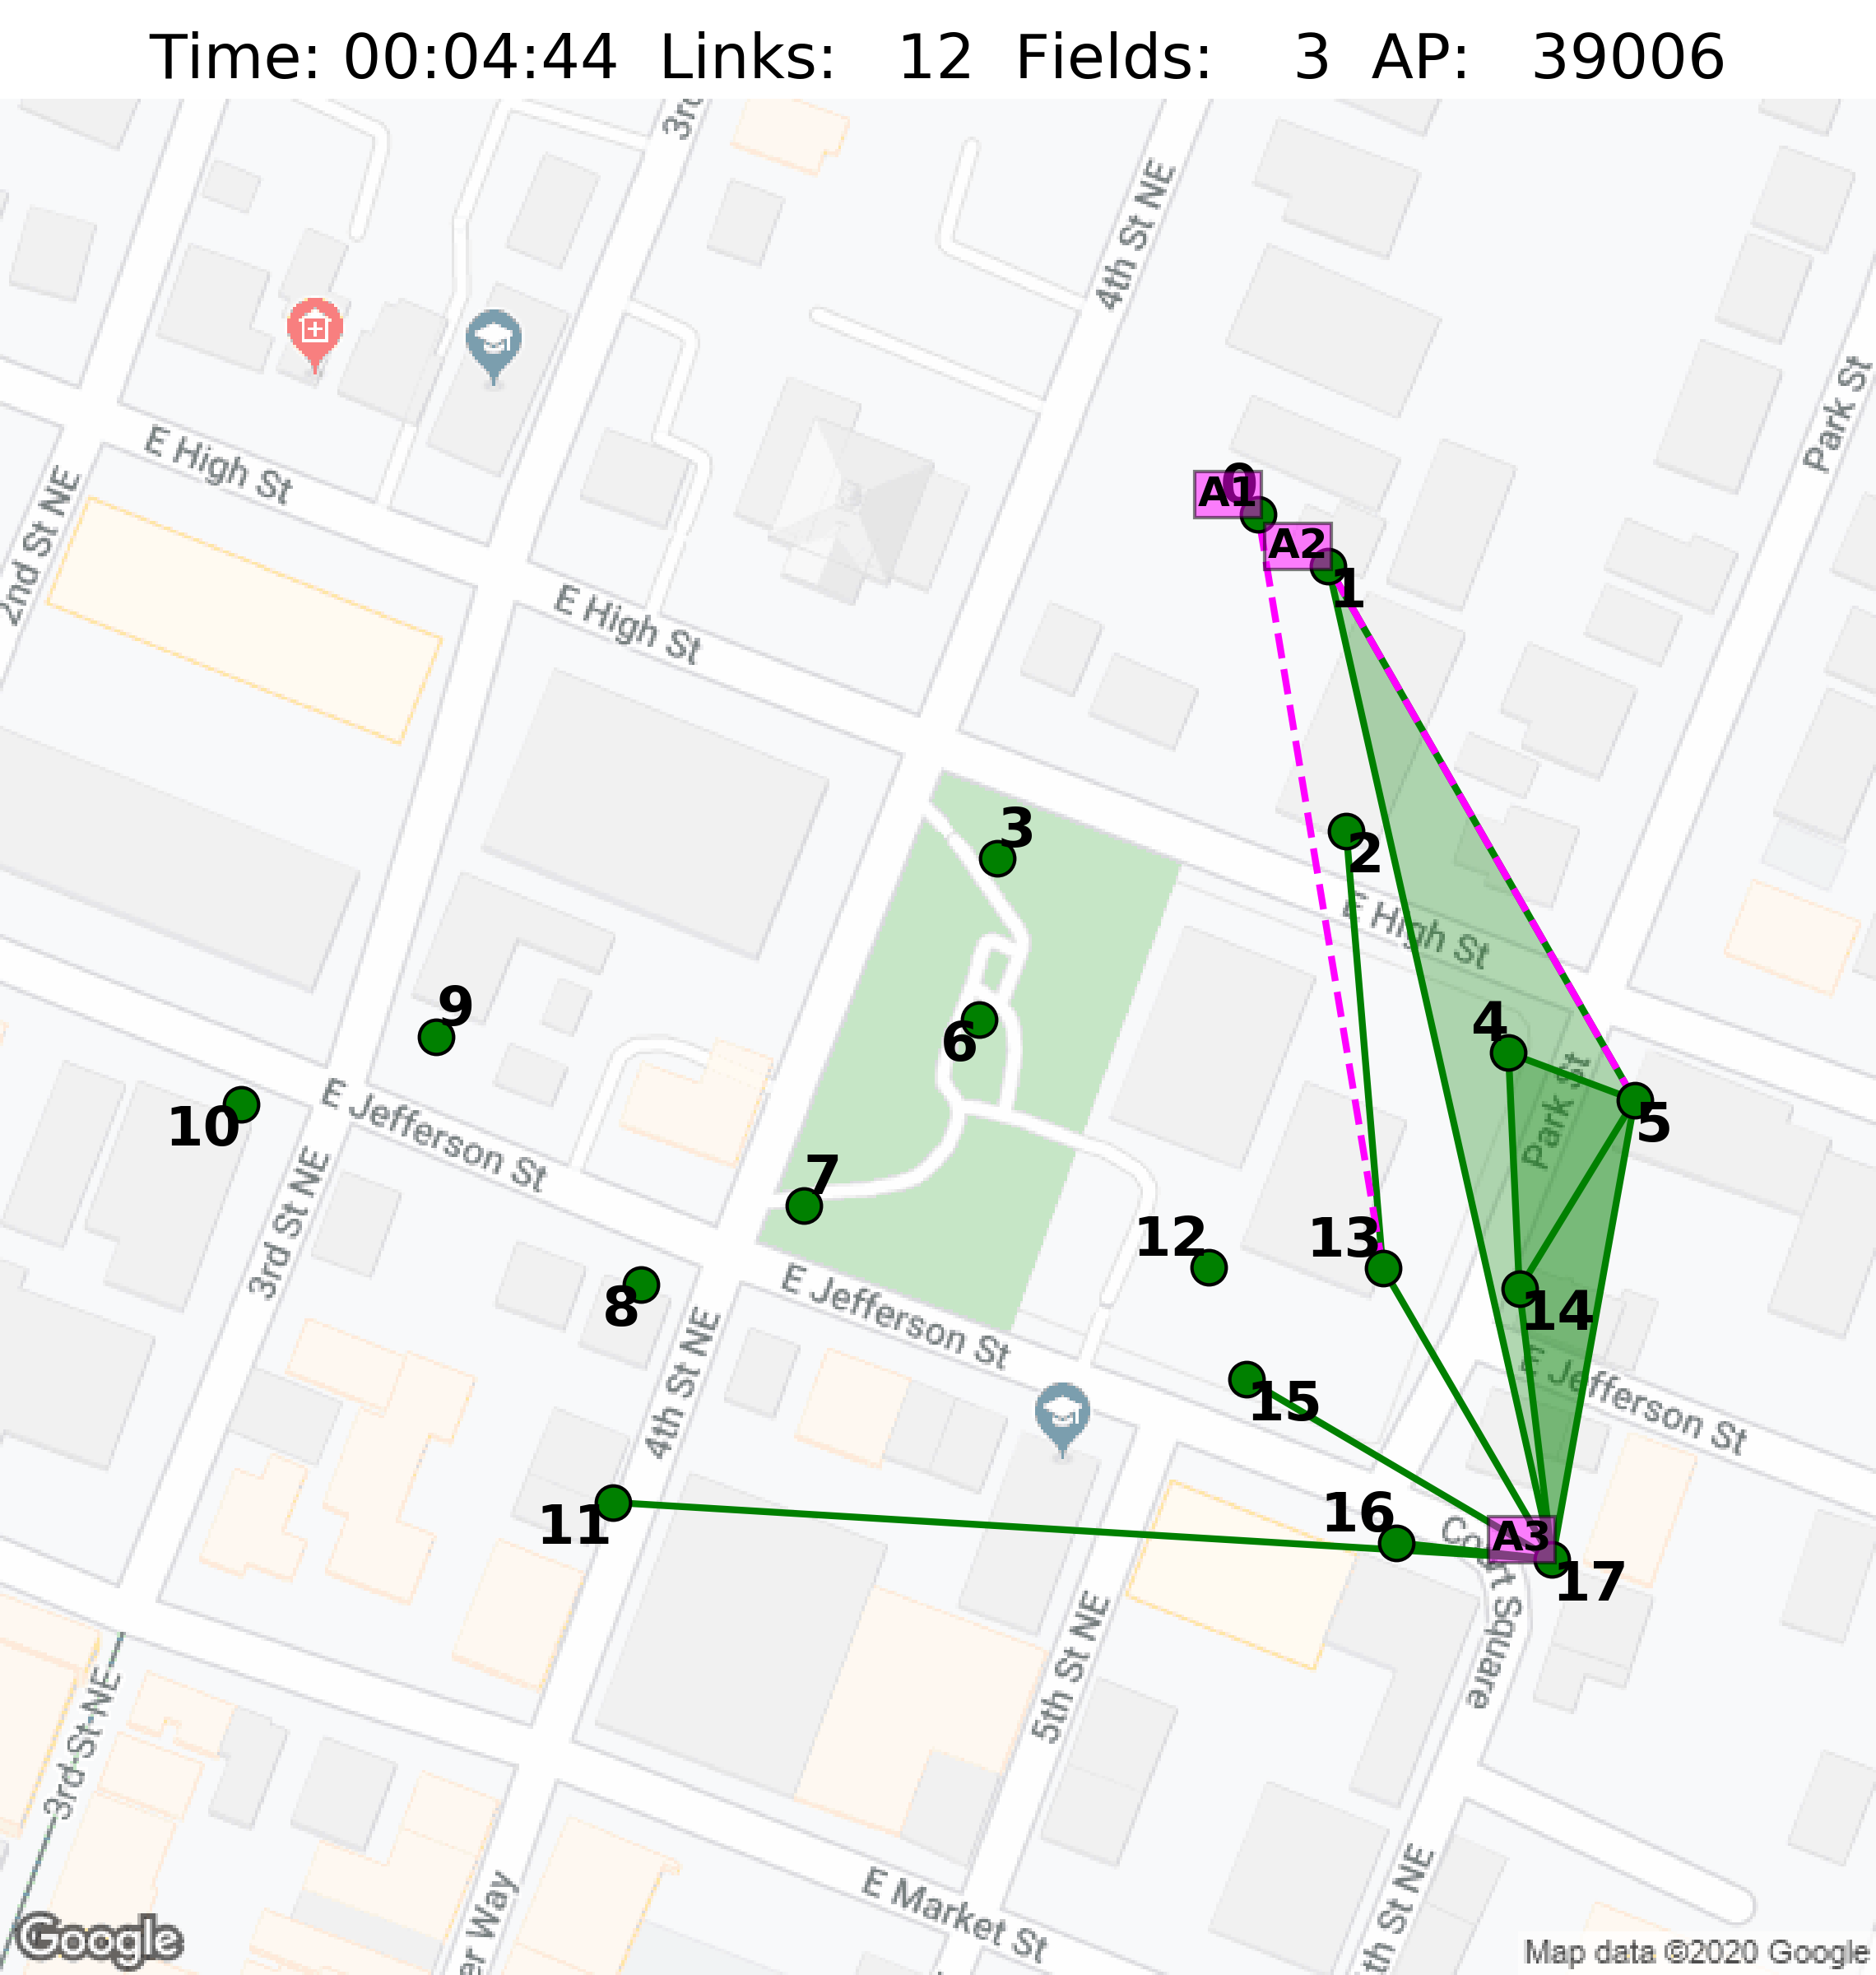 Time: 00:04:44 Links: 12 Fields: 3 AP: 39006
3rd
4th St NE
Park St
E High St
2nd St NE
0
A1
A2
1
E High St
3
2
E High St
4
9
6
5
10
E Jefferson St
Park St
7
3rd St NE
12
13
8
E Jefferson St
14
E Jefferson St
4th St NE
15
11
16
Court Square
A3
17
5th St NE
3rd St NE
E Market St
er Way
th St NE
Google
Map data ©2020 Google